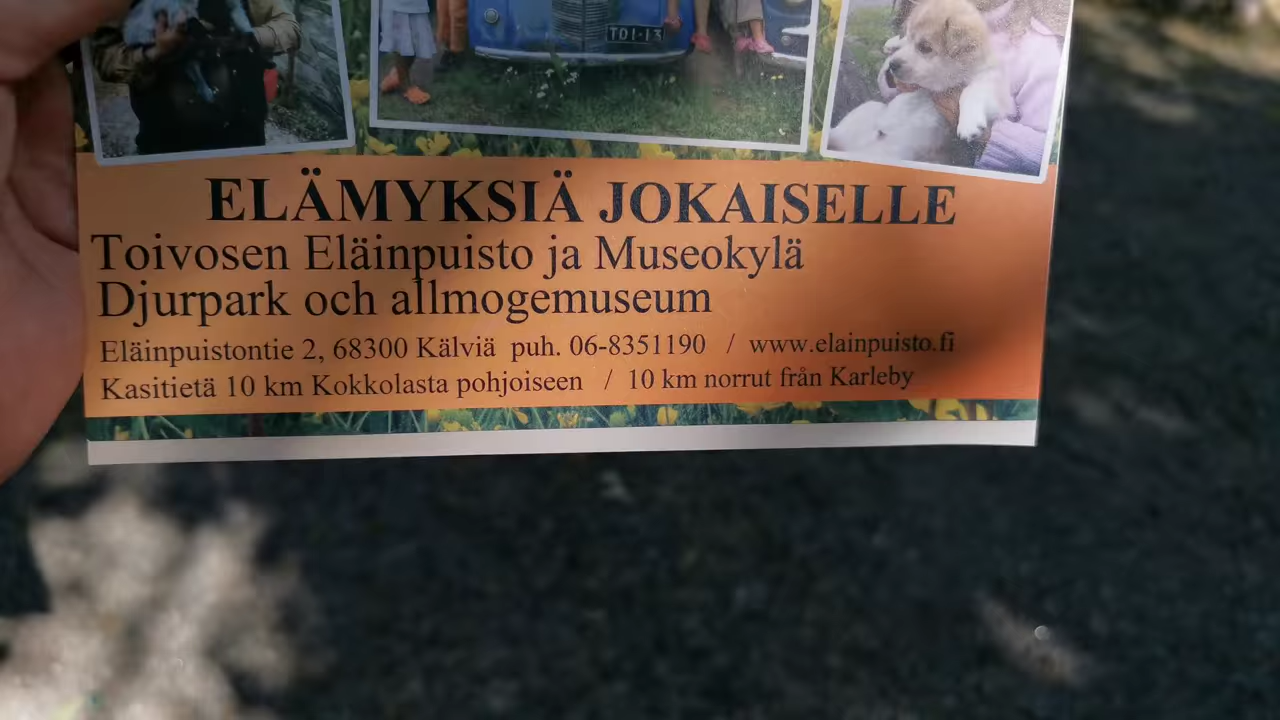 TOI-13
ELÄMYKSIÄ JOKAISELLE
Toivosen Eläinpuisto ja Museokylä
Djurpark och allmogemuseum
Eläinpuistontie 2, 68300 Kälviä puh. 06-8351190 / www.elainpuisto.fi
Kasitietä 10 km Kokkolasta pohjoiseen / 10 km norrut från Karleby